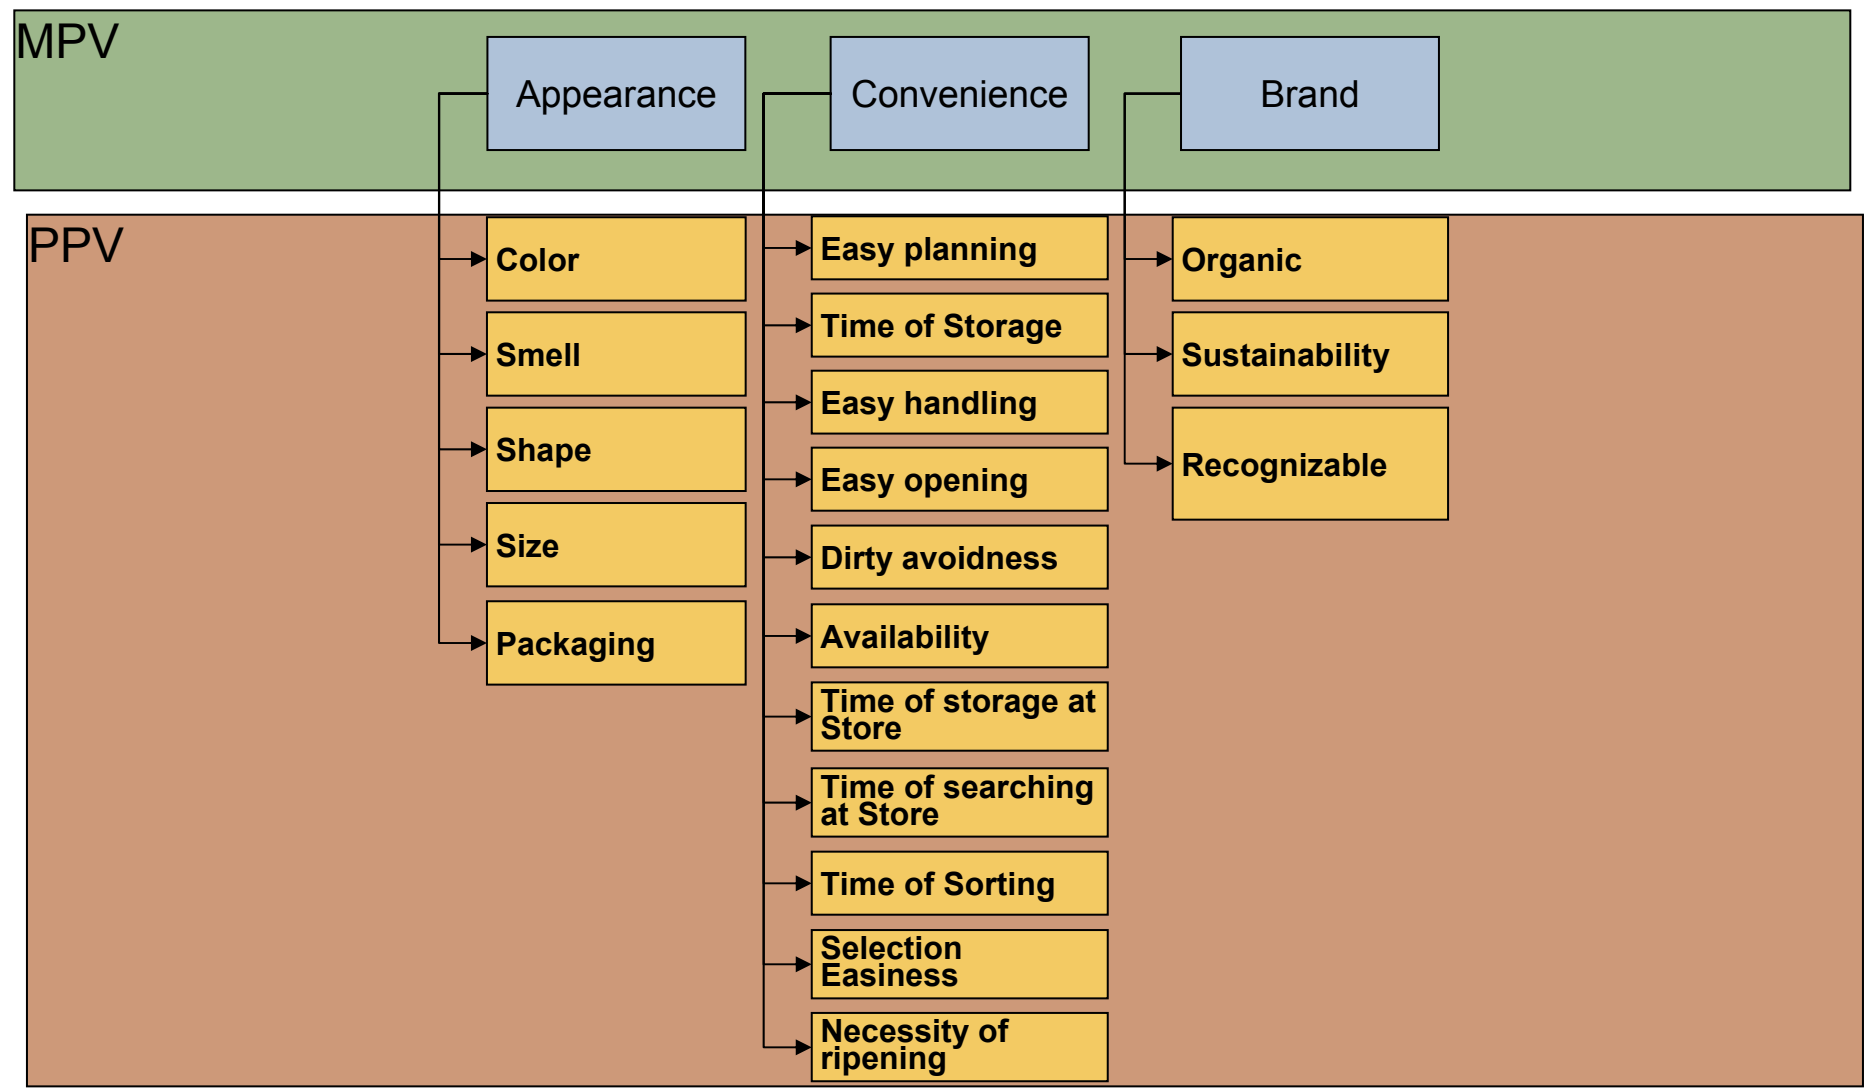 MPV
Appearance
Convenience
Brand
PPV
Color
Smell
Shape
Size
Packaging
Easy planning
Time of Storage
Easy handling
Easy opening
Dirty avoidness
Availability
Time of storage at
Store
Time of searching
at Store
Time of Sorting
Selection
Easiness
Necessity of
ripening
Organic
Sustainability
Recognizable